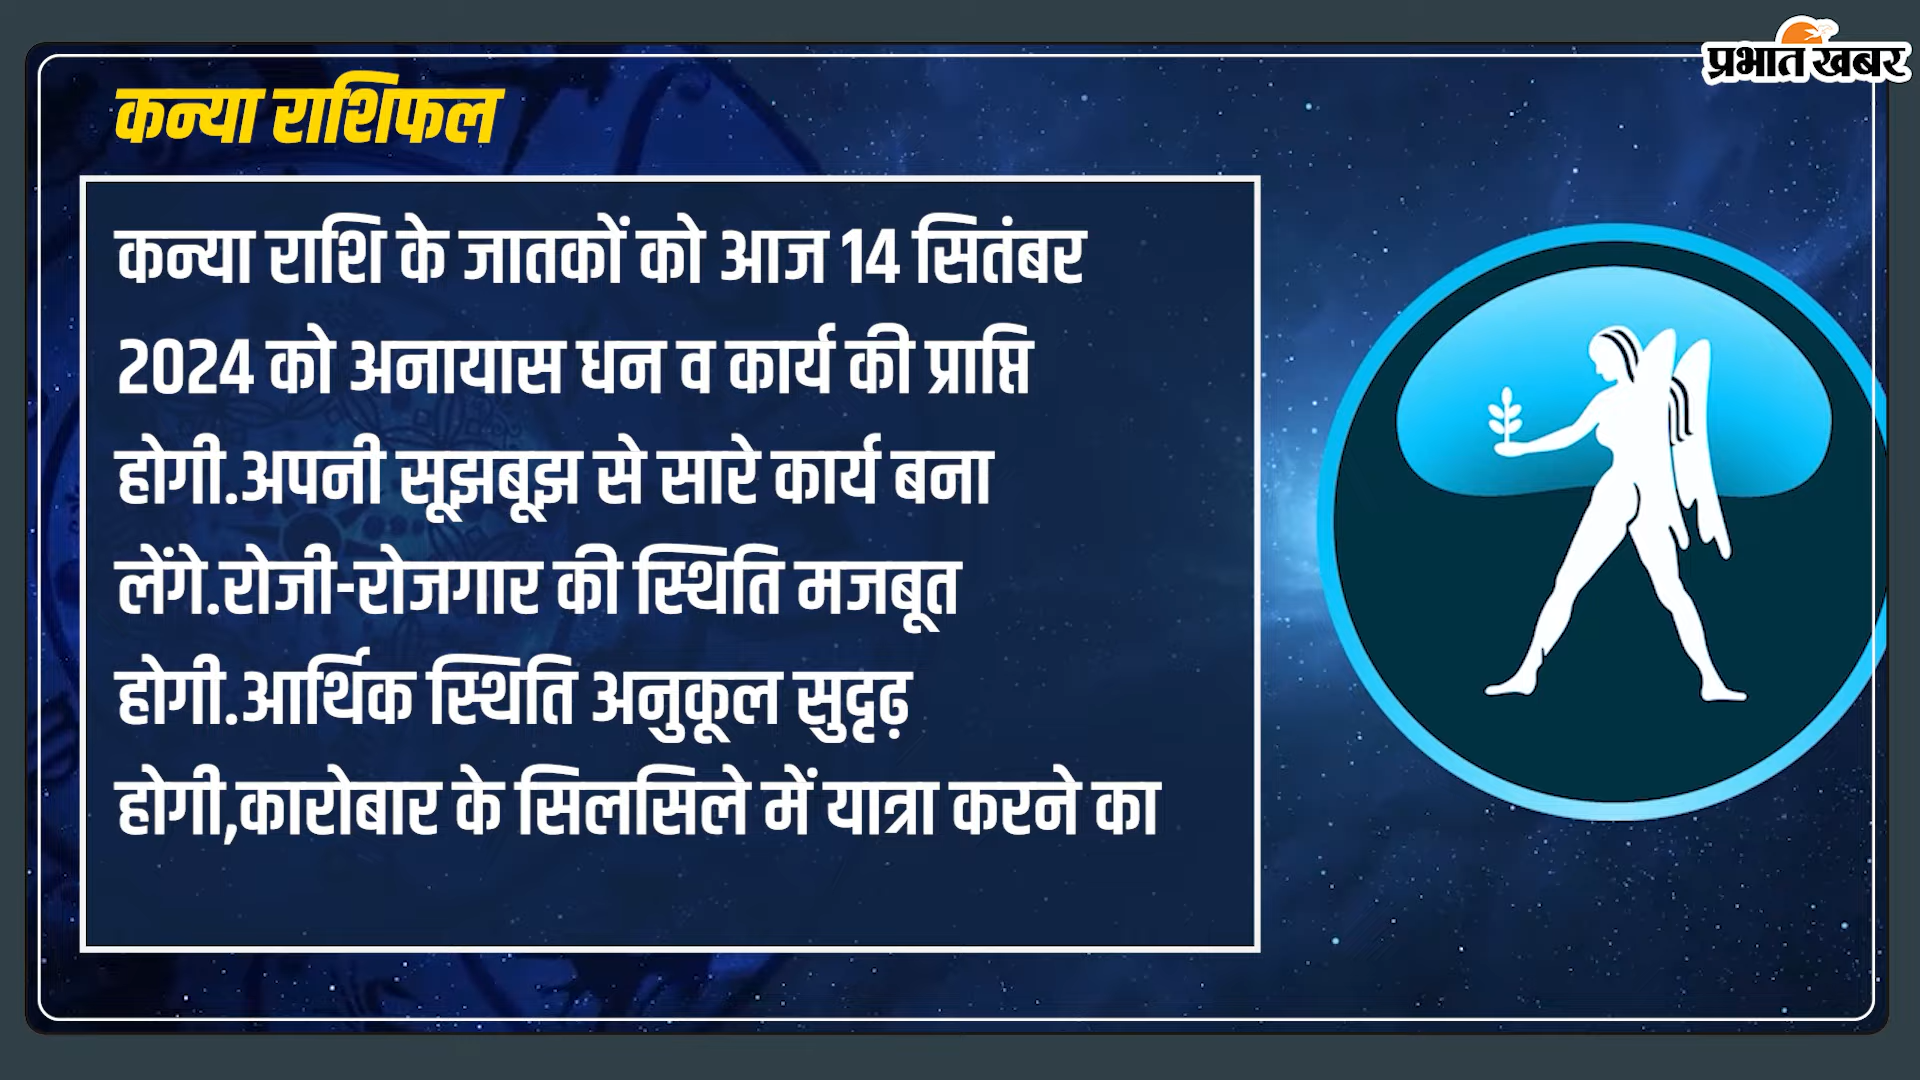 प्रभात खबर
कन्या राशिफल
कन्या राशि के जातकों को आज 14 सितंबर
2024 को अनायास धन व कार्य की प्राप्ति
होगी.अपनी सूझबूझ से सारे कार्य बना
लेंगे.रोजी-रोजगार की स्थिति मजबूत
होगी.आर्थिक स्थिति अनुकूल सुदृढ़
होगी,कारोबार के सिलसिले में यात्रा करने का